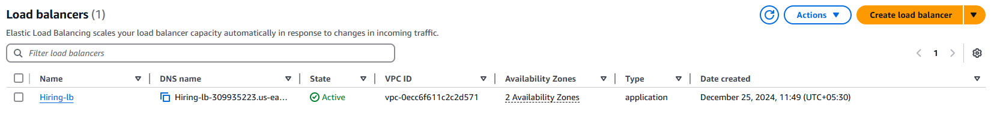 Load balancers (1)
Actions
Create load balancer
Elastic Load Balancing scales your load balancer capacity automatically in response to changes in incoming traffic.
Filter load balancers
1
Name DNS name State VPC ID Availability Zones Type Date created
Hiring-lb Hiring-lb-309935223.us-ea... Active vpc-0ecc6f611c2c2d571 2 Availability Zones application December 25, 2024, 11:49 (UTC+05:30)